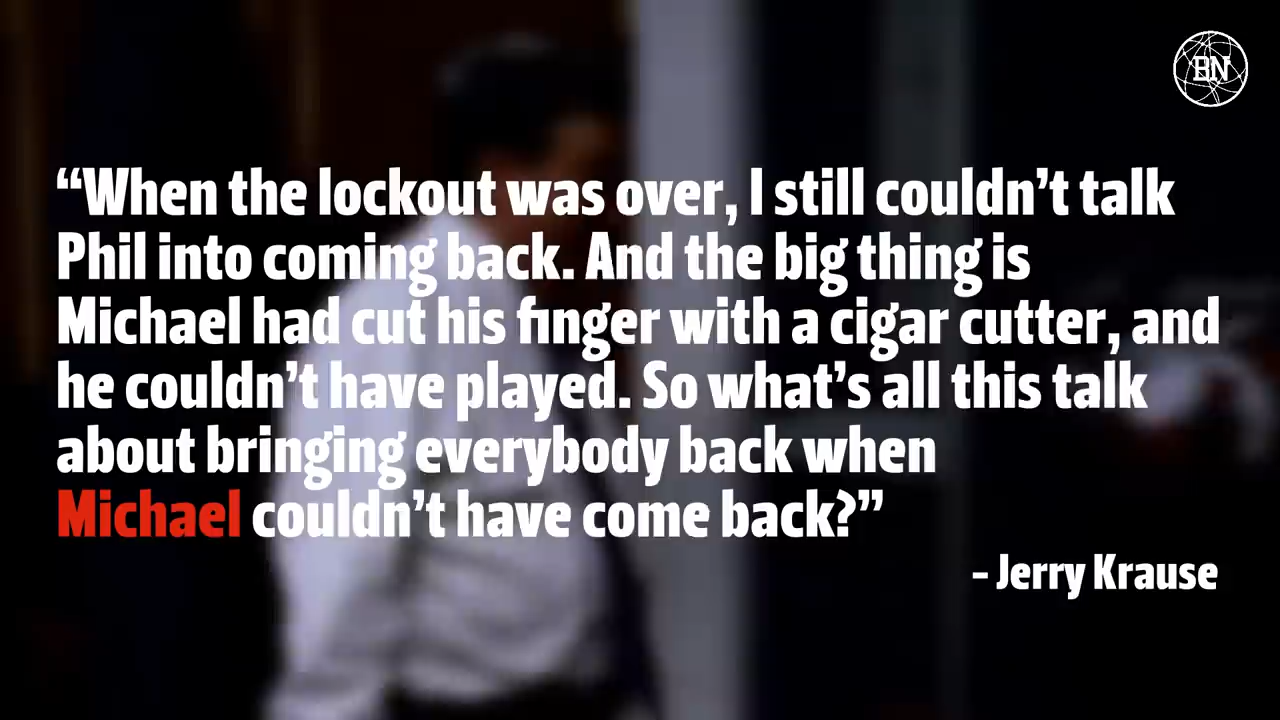 BN
“When the lockout was over, I still couldn’t talk
Phil into coming back. And the big thing is
Michael had cut his finger with a cigar cutter, and
he couldn’t have played. So what’s all this talk
about bringing everybody back when
Michael couldn’t have come back?”
- Jerry Krause